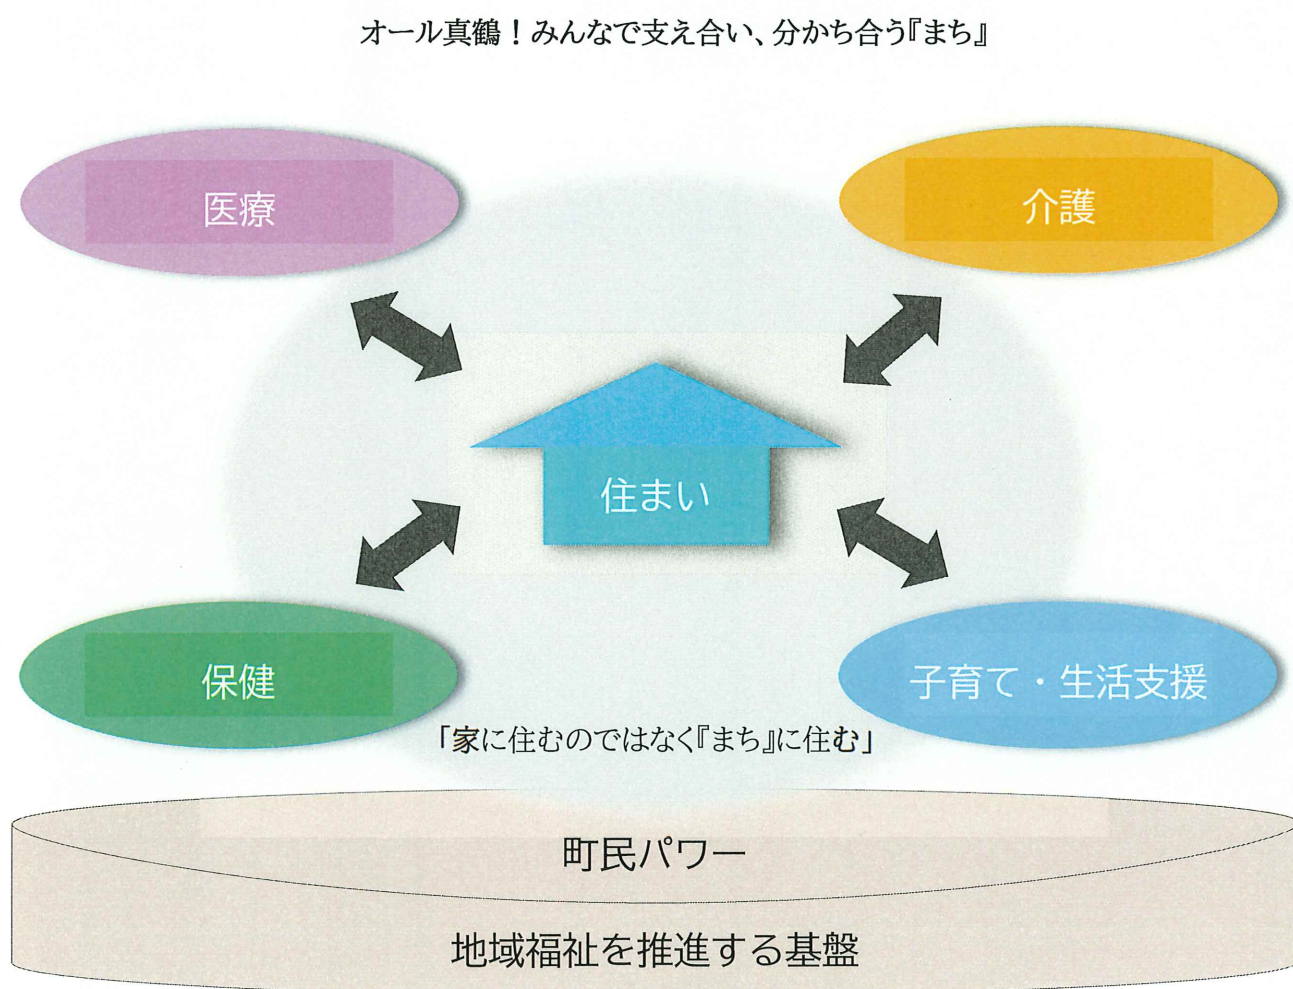 オール真鶴！みんなで支え合い、分かち合う『まち』
医療
介護
住まい
保健
子育て・生活支援
「家に住むのではなく『まち』に住む」
町民パワー
地域福祉を推進する基盤